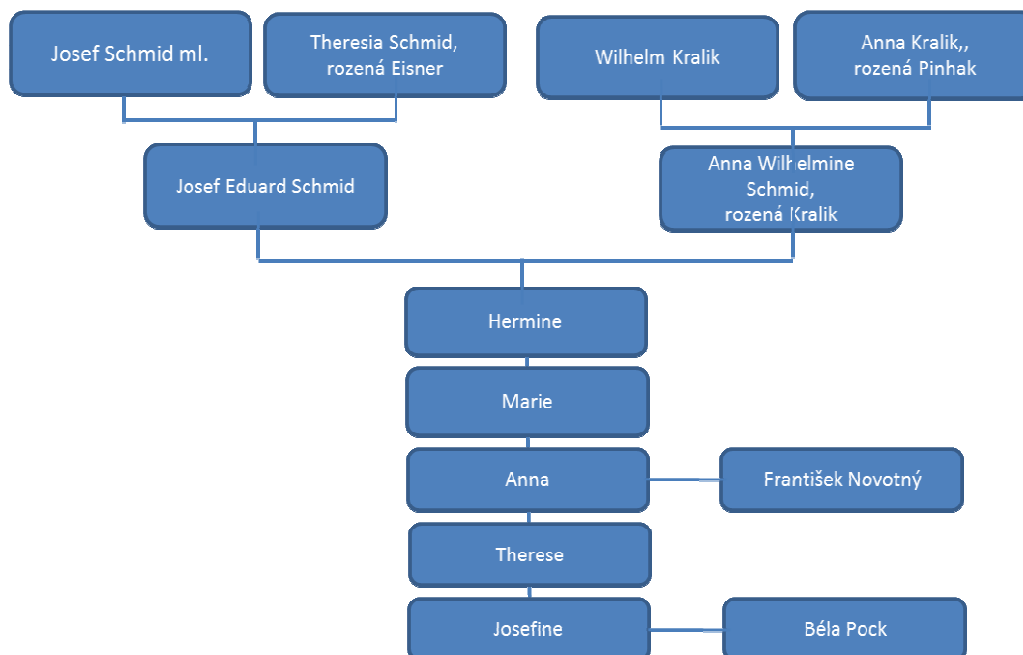 Josef Schmid ml.
Theresia Schmid,
rozená Eisner
Wilhelm Kralik
Anna Kralik,,
rozená Pinhak
Josef Eduard Schmid
Anna Wilhelmine
Schmid,
rozená Kralik
Hermine
Marie
Anna
František Novotný
Therese
Josefine
Béla Pock